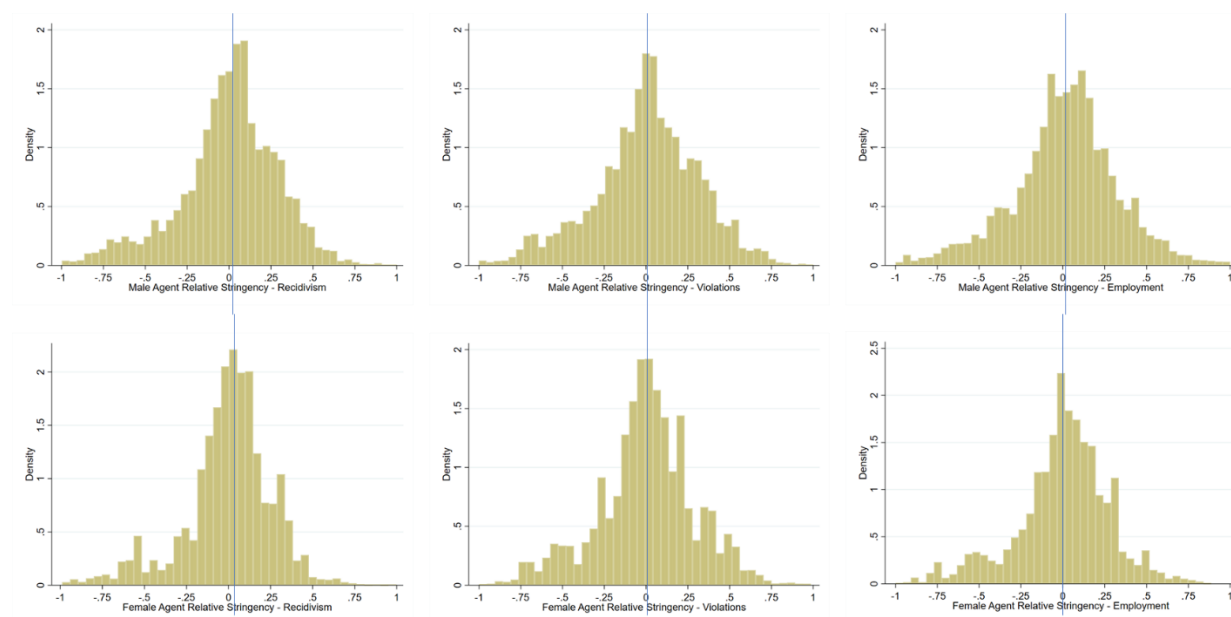 2
1.5
1
.5
0
Density
-1 -.75 -.5 -.25 0 .25 .5 .75 1
Male Agent Relative Stringency - Recidivism
2
1.5
1
.5
0
Density
-1 -.75 -.5 -.25 0 .25 .5 .75 1
Male Agent Relative Stringency - Violations
2
1.5
1
.5
0
Density
-1 -.75 -.5 -.25 0 .25 .5 .75 1
Male Agent Relative Stringency - Employment
2
1.5
1
.5
0
Density
-1 -.75 -.5 -.25 0 .25 .5 .75 1
Female Agent Relative Stringency - Recidivism
2
1.5
1
.5
0
Density
-1 -.75 -.5 -.25 0 .25 .5 .75 1
Female Agent Relative Stringency - Violations
2.5
2
1.5
1
.5
0
Density
-1 -.75 -.5 -.25 0 .25 .5 .75 1
Female Agent Relative Stringency - Employment